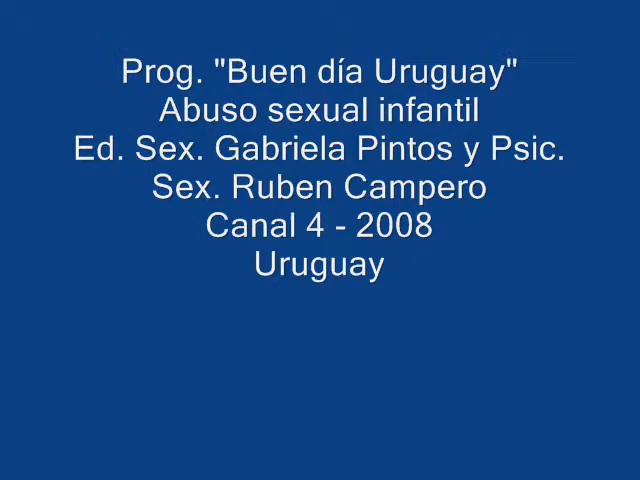 Prog. "Buen día Uruguay"
Abuso sexual infantil
Ed. Sex. Gabriela Pintos y Psic.
Sex. Ruben Campero
Canal 4 - 2008
Uruguay